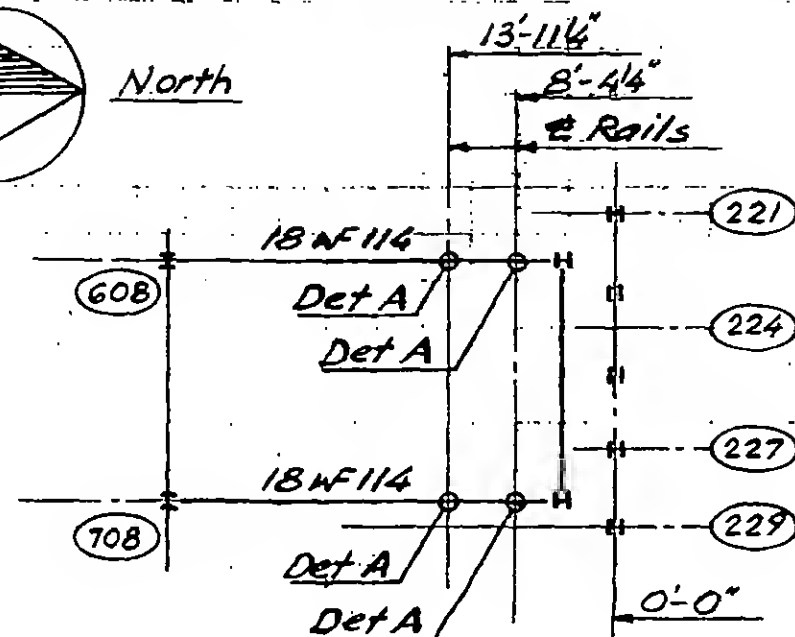 13'-11¼"
North
8'-4¼"
℄ Rails
221
18 WF 114
608
Det A
Det A
224
227
18 WF 114
708
229
Det A
0'-0"
Det A